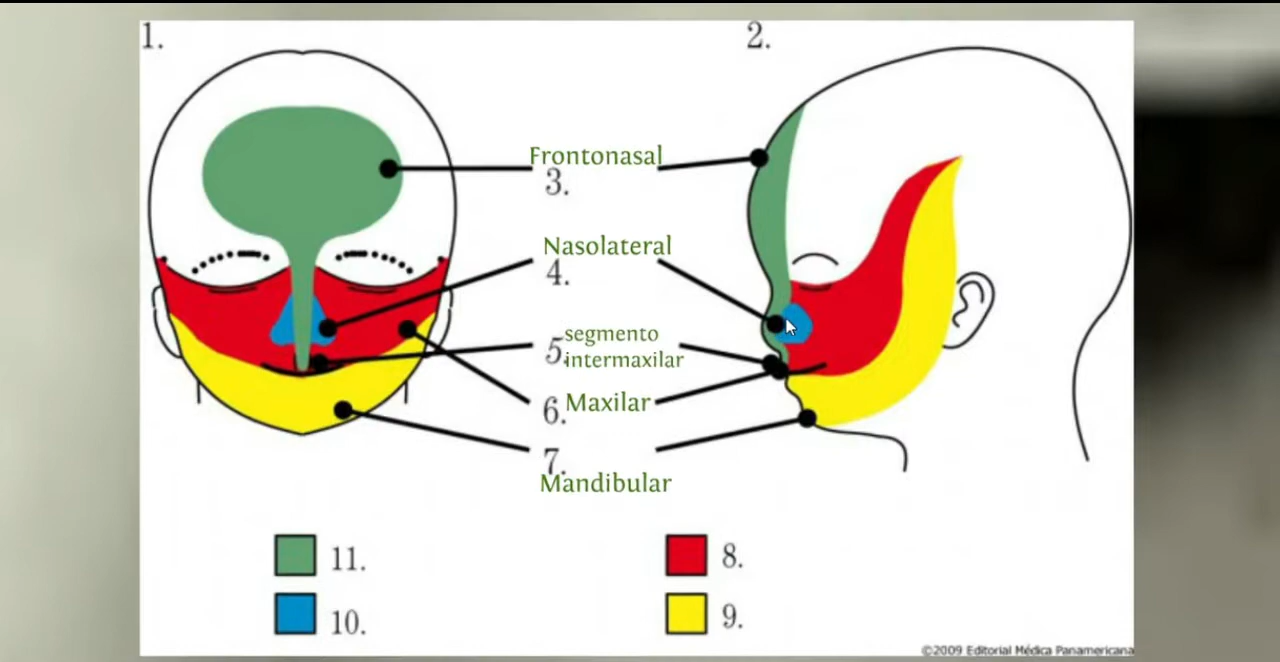 1.
2.
Frontonasal
3.
Nasolateral
4.
segmento
5.
intermaxilar
6. Maxilar
7.
Mandibular
11.
8.
10.
9.
©2009 Editorial Médica Panamericana